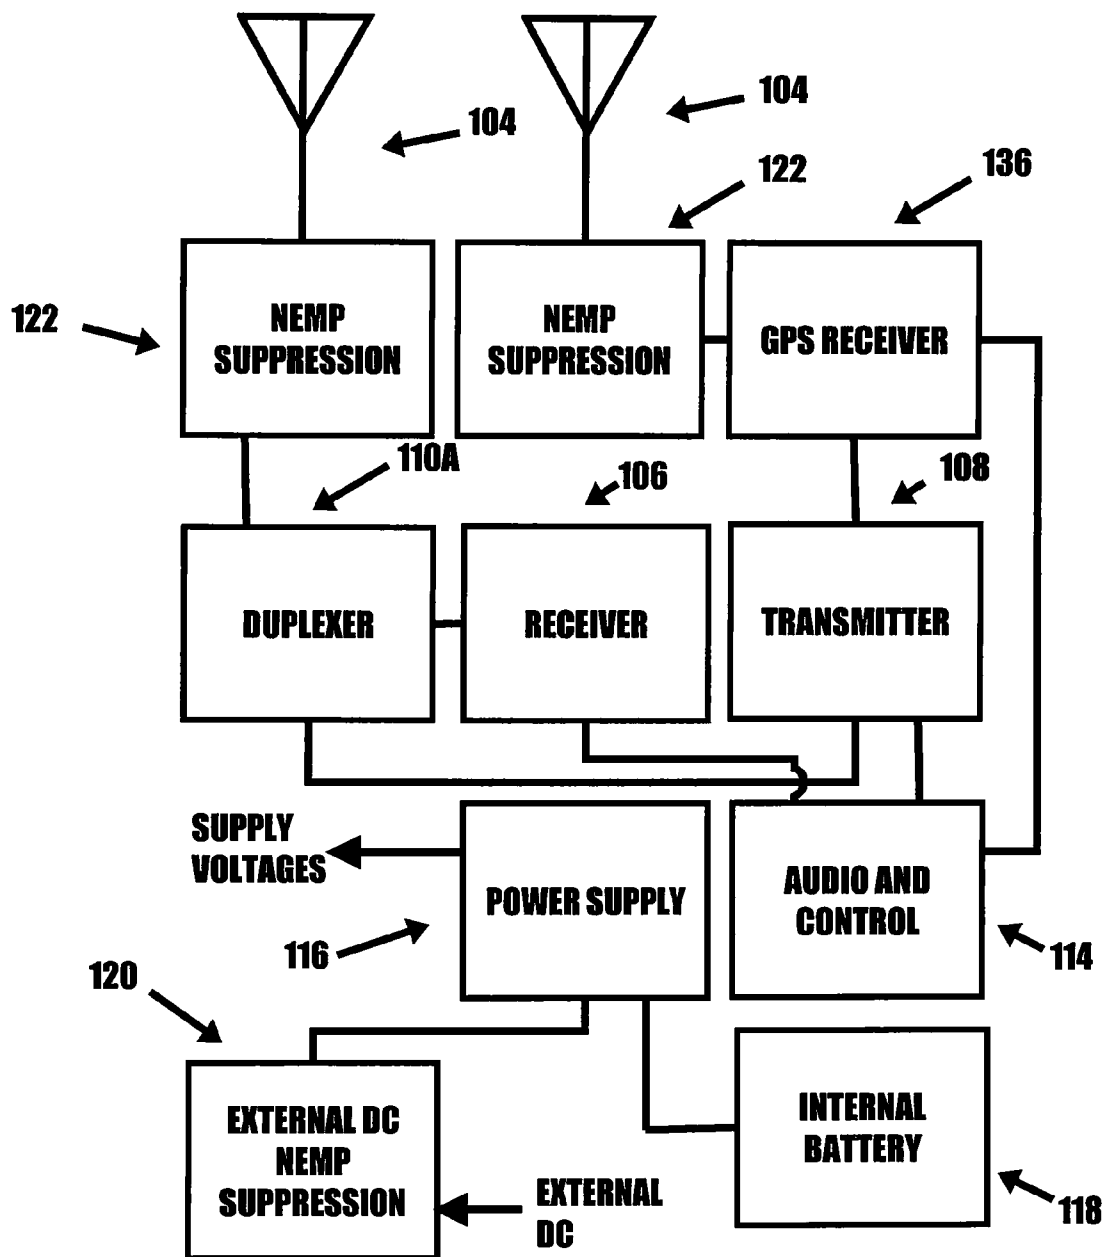 104
104
122
136
122
NEMP
SUPPRESSION
NEMP
SUPPRESSION
GPS RECEIVER
110A
106
108
DUPLEXER
RECEIVER
TRANSMITTER
SUPPLY
VOLTAGES
POWER SUPPLY
AUDIO AND
CONTROL
116
114
120
EXTERNAL DC
NEMP
SUPPRESSION
INTERNAL
BATTERY
EXTERNAL
DC
118